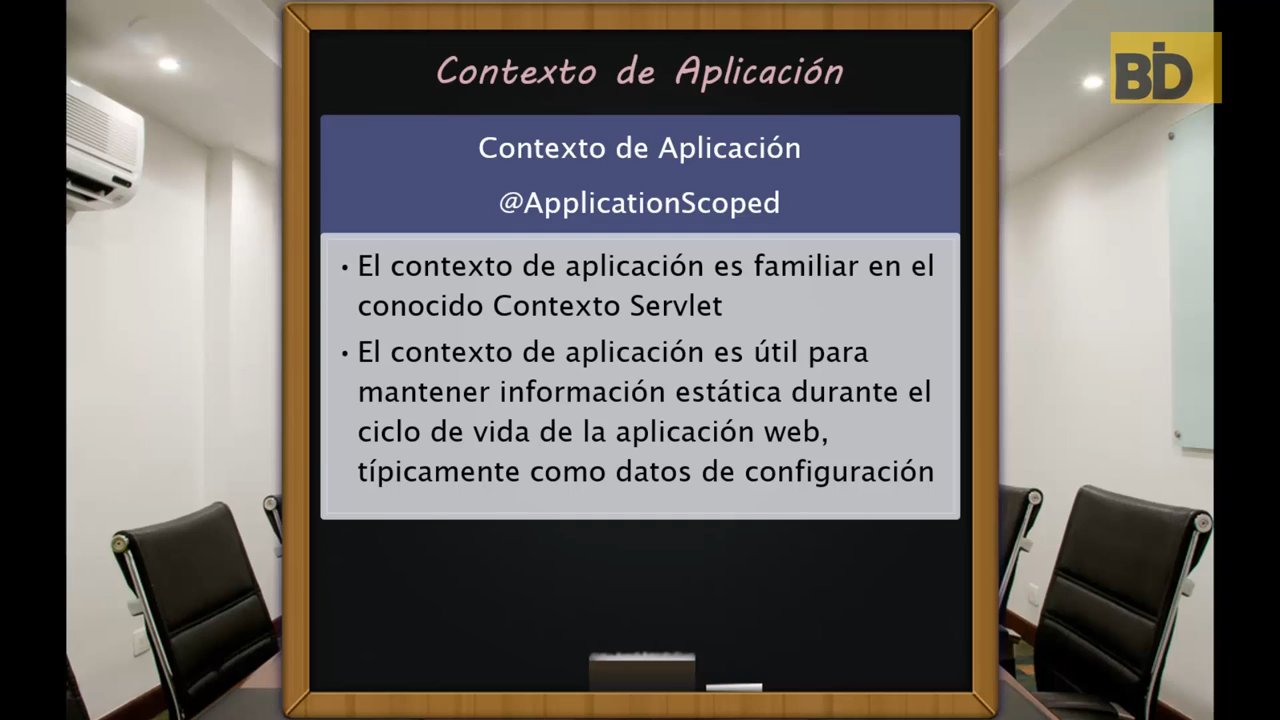 Contexto de Aplicación
BID
Contexto de Aplicación
@ApplicationScoped
• El contexto de aplicación es familiar en el
conocido Contexto Servlet
• El contexto de aplicación es útil para
mantener información estática durante el
ciclo de vida de la aplicación web,
típicamente como datos de configuración